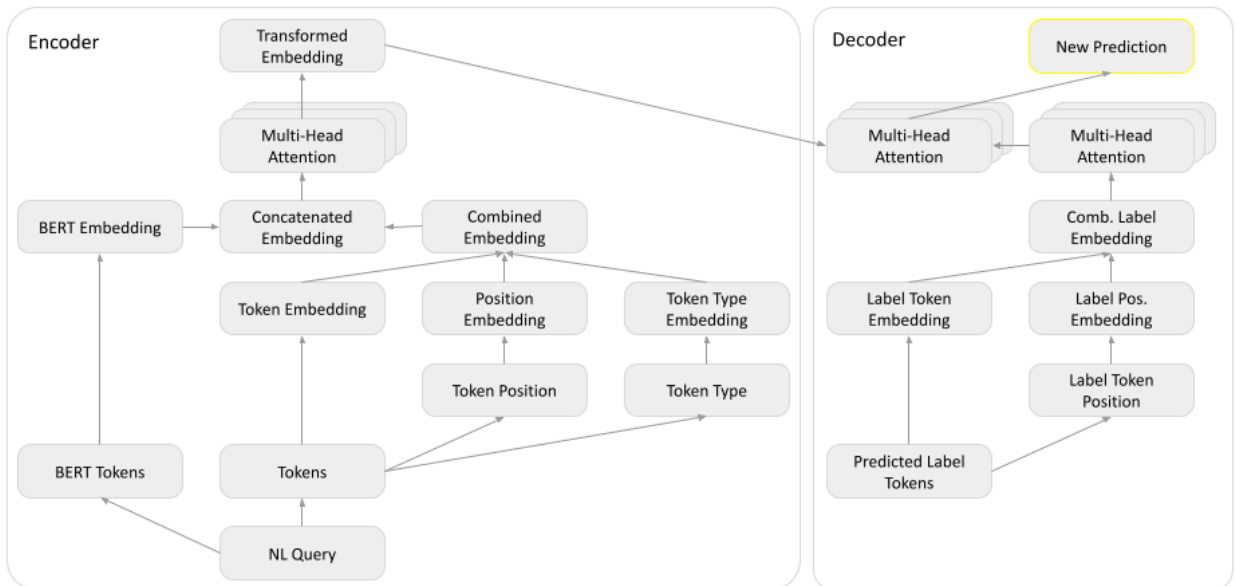 Encoder
Transformed
Embedding
Multi-Head
Attention
BERT Embedding
Concatenated
Embedding
Combined
Embedding
Token Embedding
Position
Embedding
Token Type
Embedding
Token Position
Token Type
BERT Tokens
Tokens
NL Query
Decoder
New Prediction
Multi-Head
Attention
Multi-Head
Attention
Comb. Label
Embedding
Label Token
Embedding
Label Pos.
Embedding
Label Token
Position
Predicted Label
Tokens